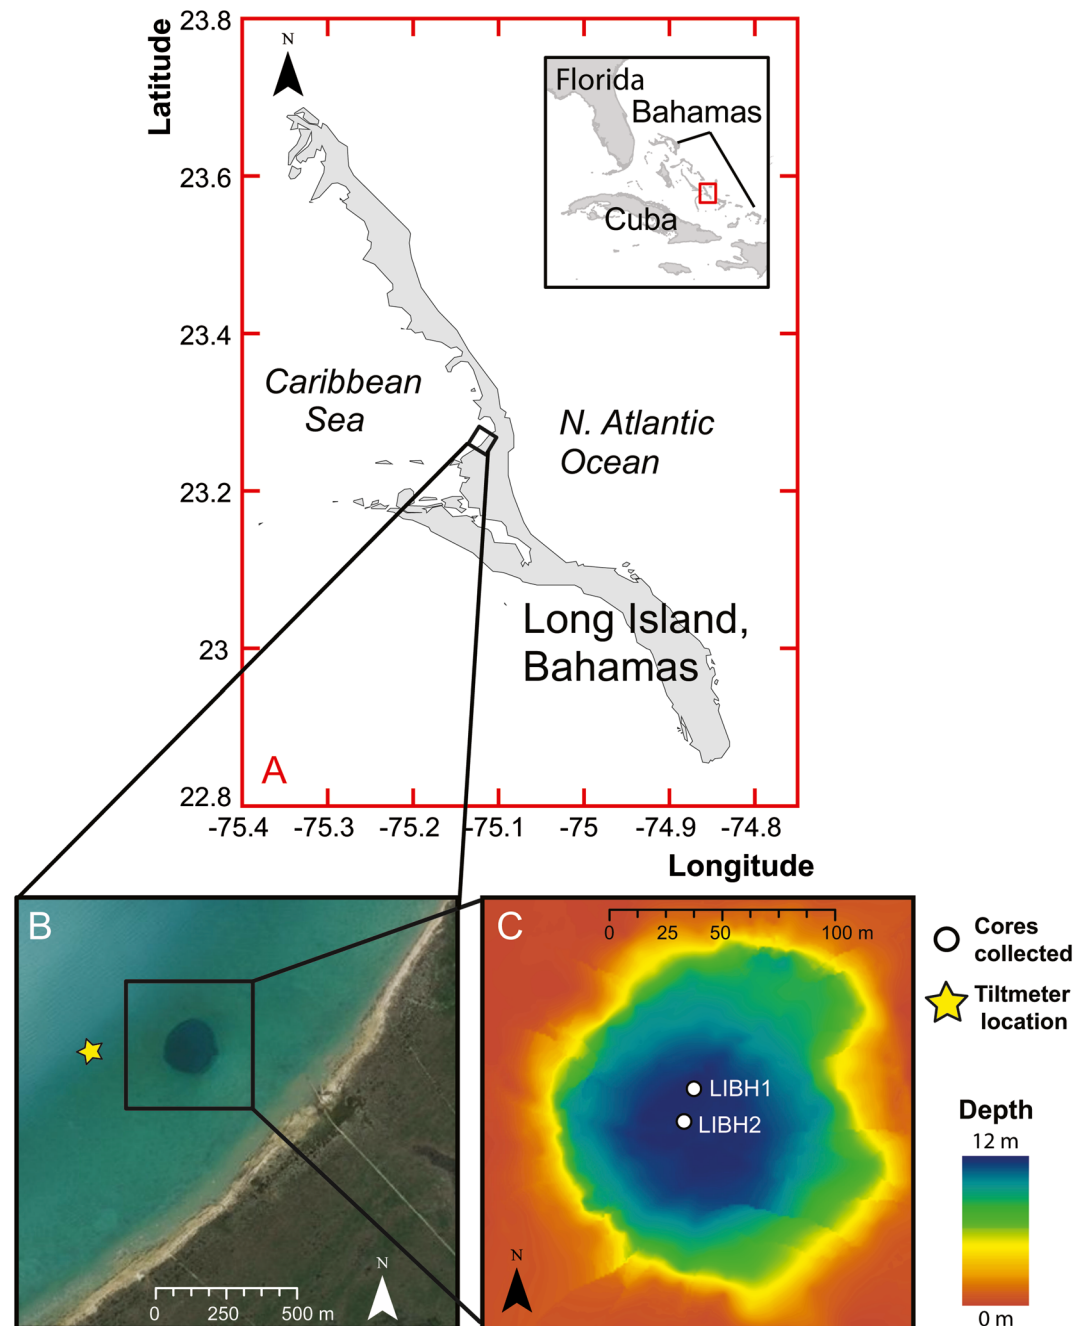 Latitude
23.8
23.6
23.4
23.2
23
22.8
N
Florida
Bahamas
Cuba
Caribbean
Sea
N. Atlantic
Ocean
Long Island,
Bahamas
A
-75.4 -75.3 -75.2 -75.1 -75 -74.9 -74.8
Longitude
B
0 250 500 m
N
C
0 25 50 100 m
LIBH1
LIBH2
N
Cores
collected
Tiltmeter
location
Depth
12 m
0 m